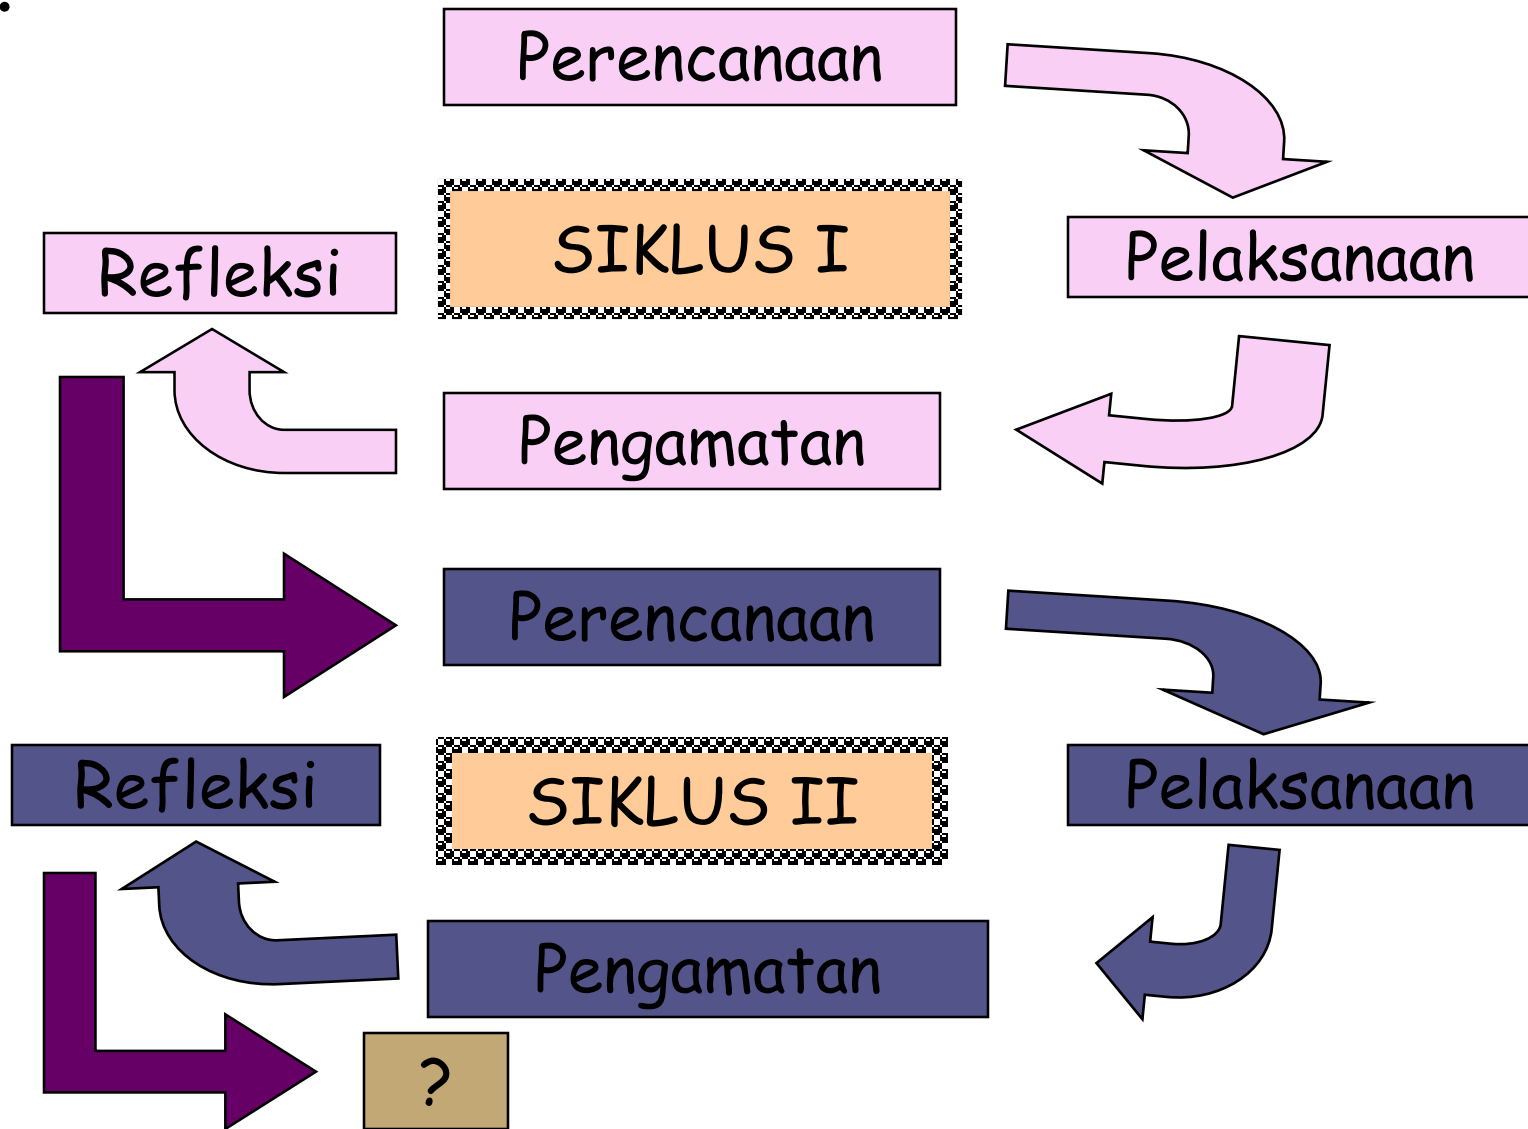 Perencanaan
SIKLUS I
Refleksi
Pelaksanaan
Pengamatan
Perencanaan
Refleksi
SIKLUS II
Pelaksanaan
Pengamatan
?